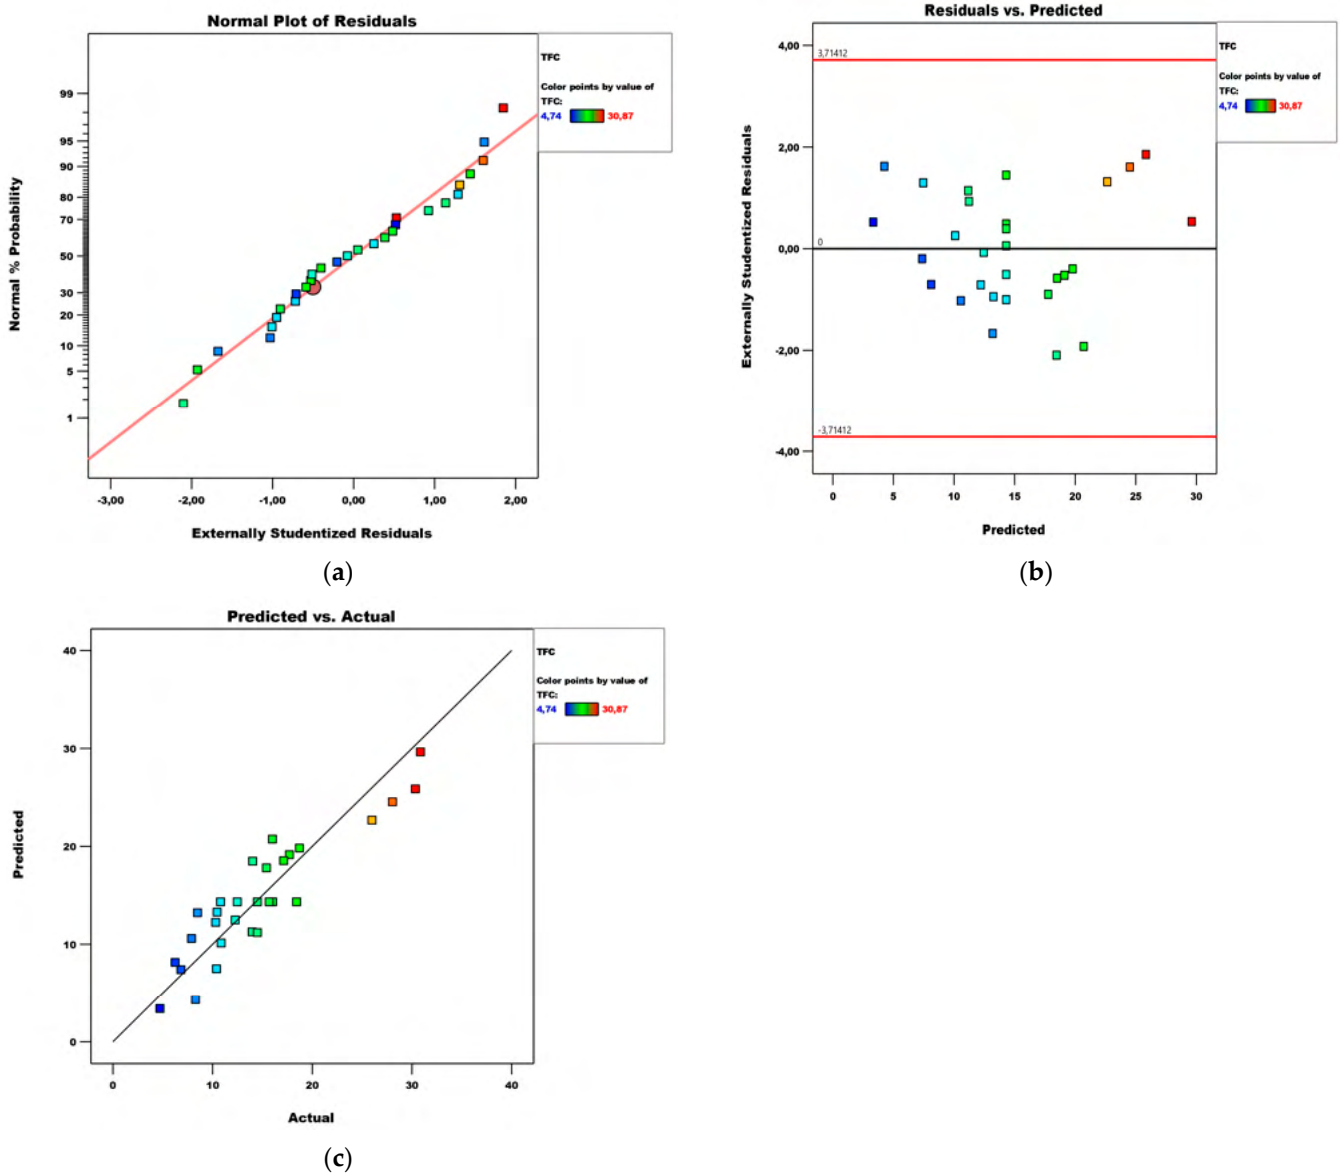 Normal Plot of Residuals
TFC
Color points by value of
TFC:
4,74 30,87
Normal % Probability
99
95
90
80
70
50
30
20
10
5
1
-3,00 -2,00 -1,00 0,00 1,00 2,00
Externally Studentized Residuals
(a)
Residuals vs. Predicted
TFC
Color points by value of
TFC:
4,74 30,87
Externally Studentized Residuals
4,00
2,00
0,00
-2,00
-4,00
3,71412
0
-3,71412
0 5 10 15 20 25 30
Predicted
(b)
Predicted vs. Actual
TFC
Color points by value of
TFC:
4,74 30,87
Predicted
40
30
20
10
0
0 10 20 30 40
Actual
(c)